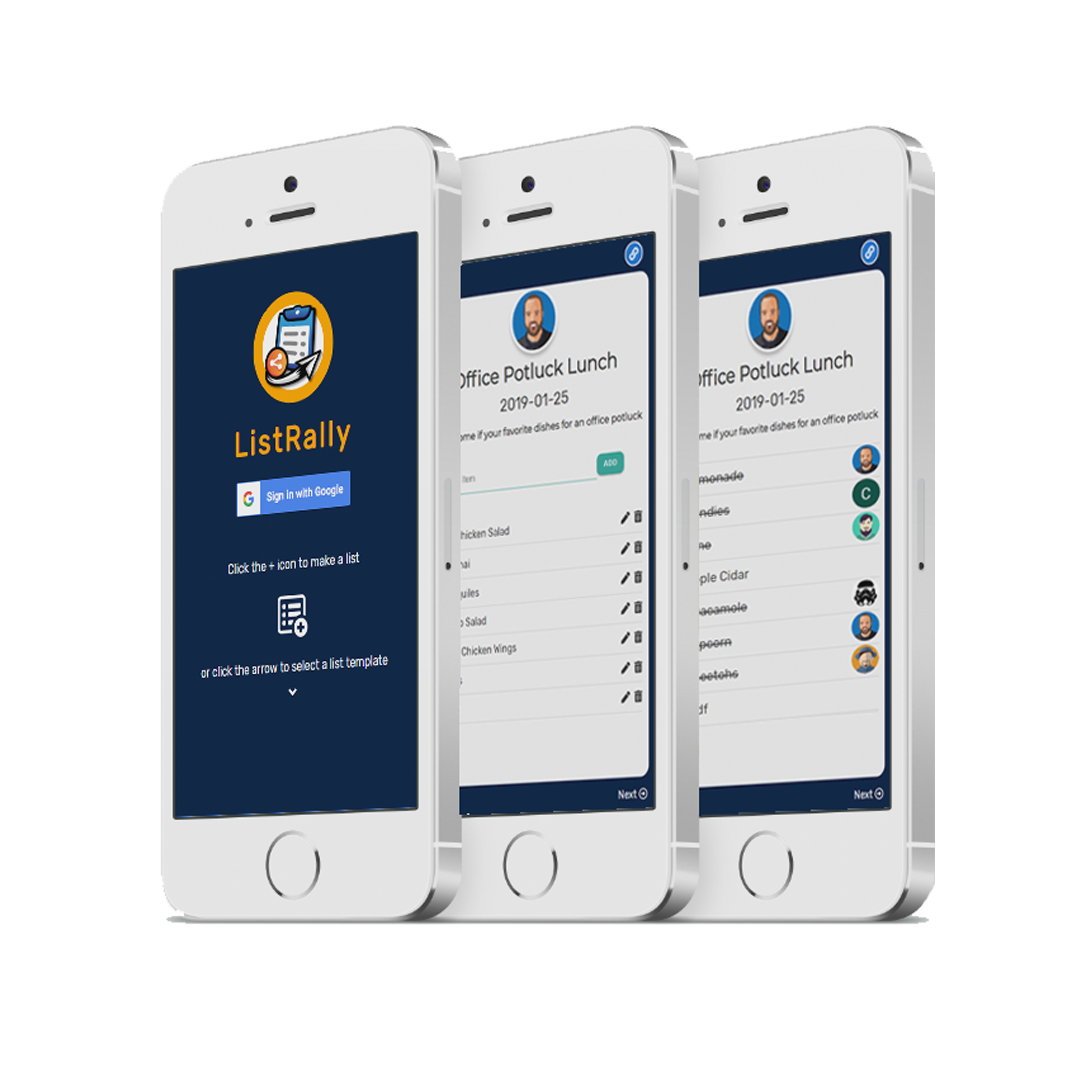 ListRally
G Sign in with Google
Click the + icon to make a list
or click the arrow to select a list template
Office Potluck Lunch
2019-01-25
ome if your favorite dishes for an office potluck
Item
ADD
hicken Salad
nai
uiles
o Salad
Chicken Wings
s
Next
Office Potluck Lunch
2019-01-25
me if your favorite dishes for an office potluck
monade
ndies
C
ne
ple Cidar
acamole
pcorn
eetohs
df
Next